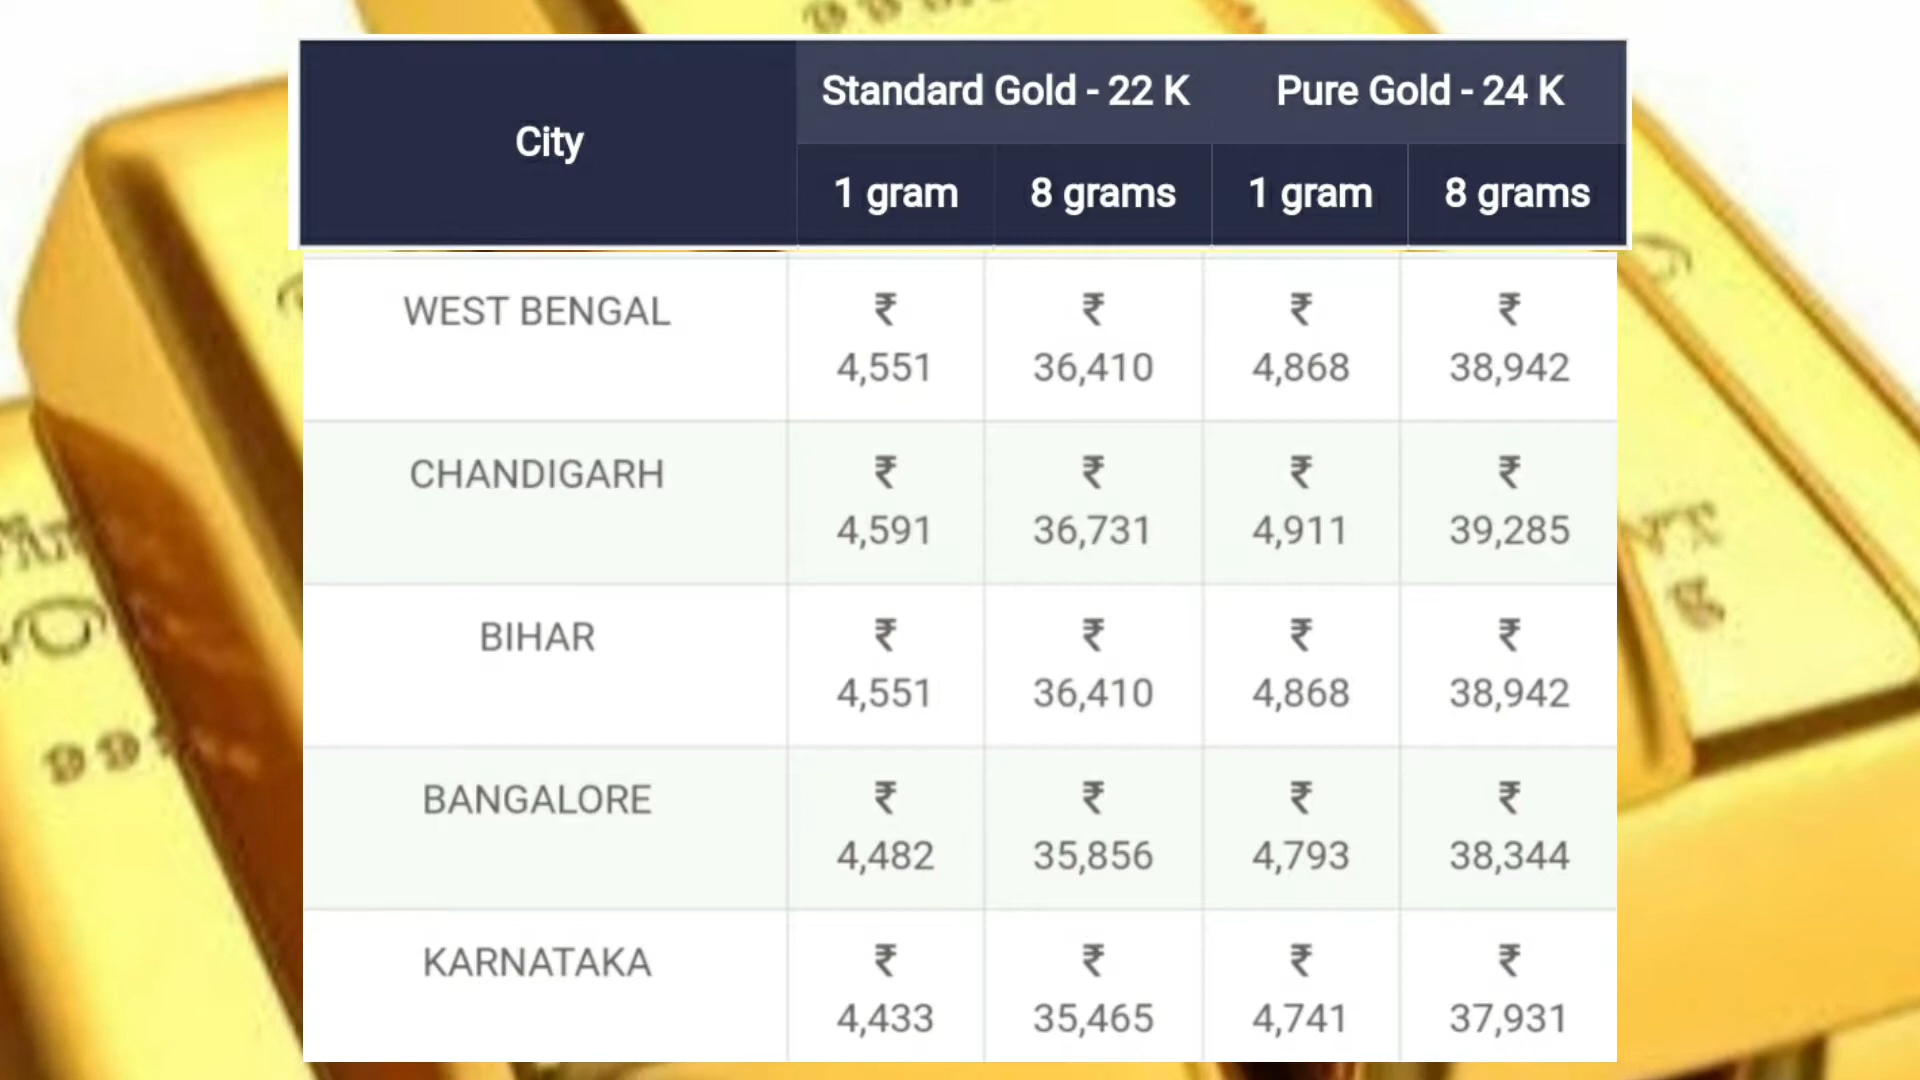 City
Standard Gold - 22 K
Pure Gold - 24 K
1 gram
8 grams
1 gram
8 grams
WEST BENGAL
₹ 4,551
₹ 36,410
₹ 4,868
₹ 38,942
CHANDIGARH
₹ 4,591
₹ 36,731
₹ 4,911
₹ 39,285
BIHAR
₹ 4,551
₹ 36,410
₹ 4,868
₹ 38,942
BANGALORE
₹ 4,482
₹ 35,856
₹ 4,793
₹ 38,344
KARNATAKA
₹ 4,433
₹ 35,465
₹ 4,741
₹ 37,931